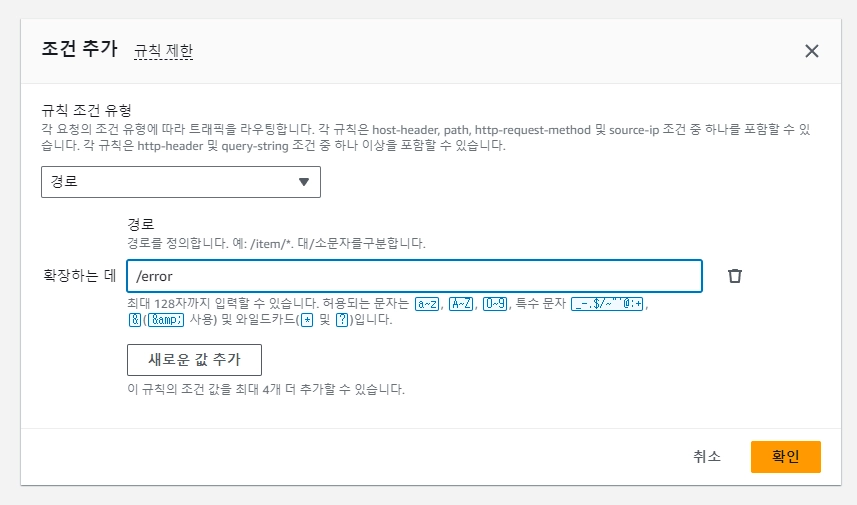 조건 추가 규칙 제한
규칙 조건 유형
각 요청의 조건 유형에 따라 트래픽을 라우팅합니다. 각 규칙은 host-header, path, http-request-method 및 source-ip 조건 중 하나를 포함할 수 있
습니다. 각 규칙은 http-header 및 query-string 조건 중 하나 이상을 포함할 수 있습니다.
경로
경로
경로를 정의합니다. 예: /item/*. 대/소문자를구분합니다.
확장하는 데 /error
최대 128자까지 입력할 수 있습니다. 허용되는 문자는 a-z, A-Z, 0-9, 특수 문자 _-.$/~"'@:+,
&(&amp; 사용) 및 와일드카드(* 및 ?)입니다.
새로운 값 추가
이 규칙의 조건 값을 최대 4개 더 추가할 수 있습니다.
취소 확인